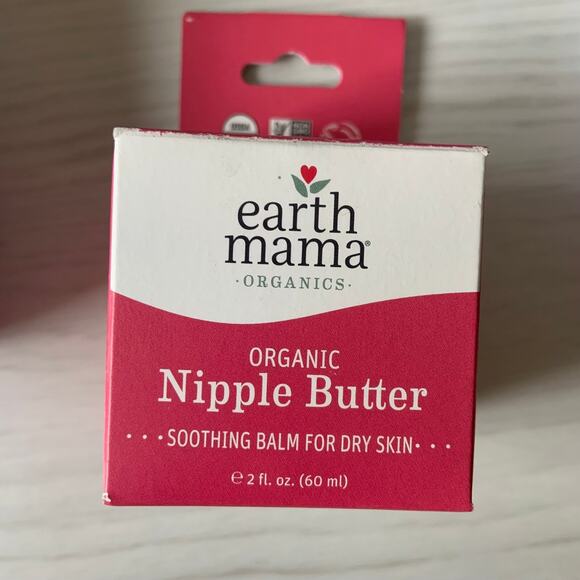 earth
mama®
·ORGANICS·
ORGANIC
Nipple Butter
···SOOTHING BALM FOR DRY SKIN···
℮ 2 fl. oz. (60 ml)